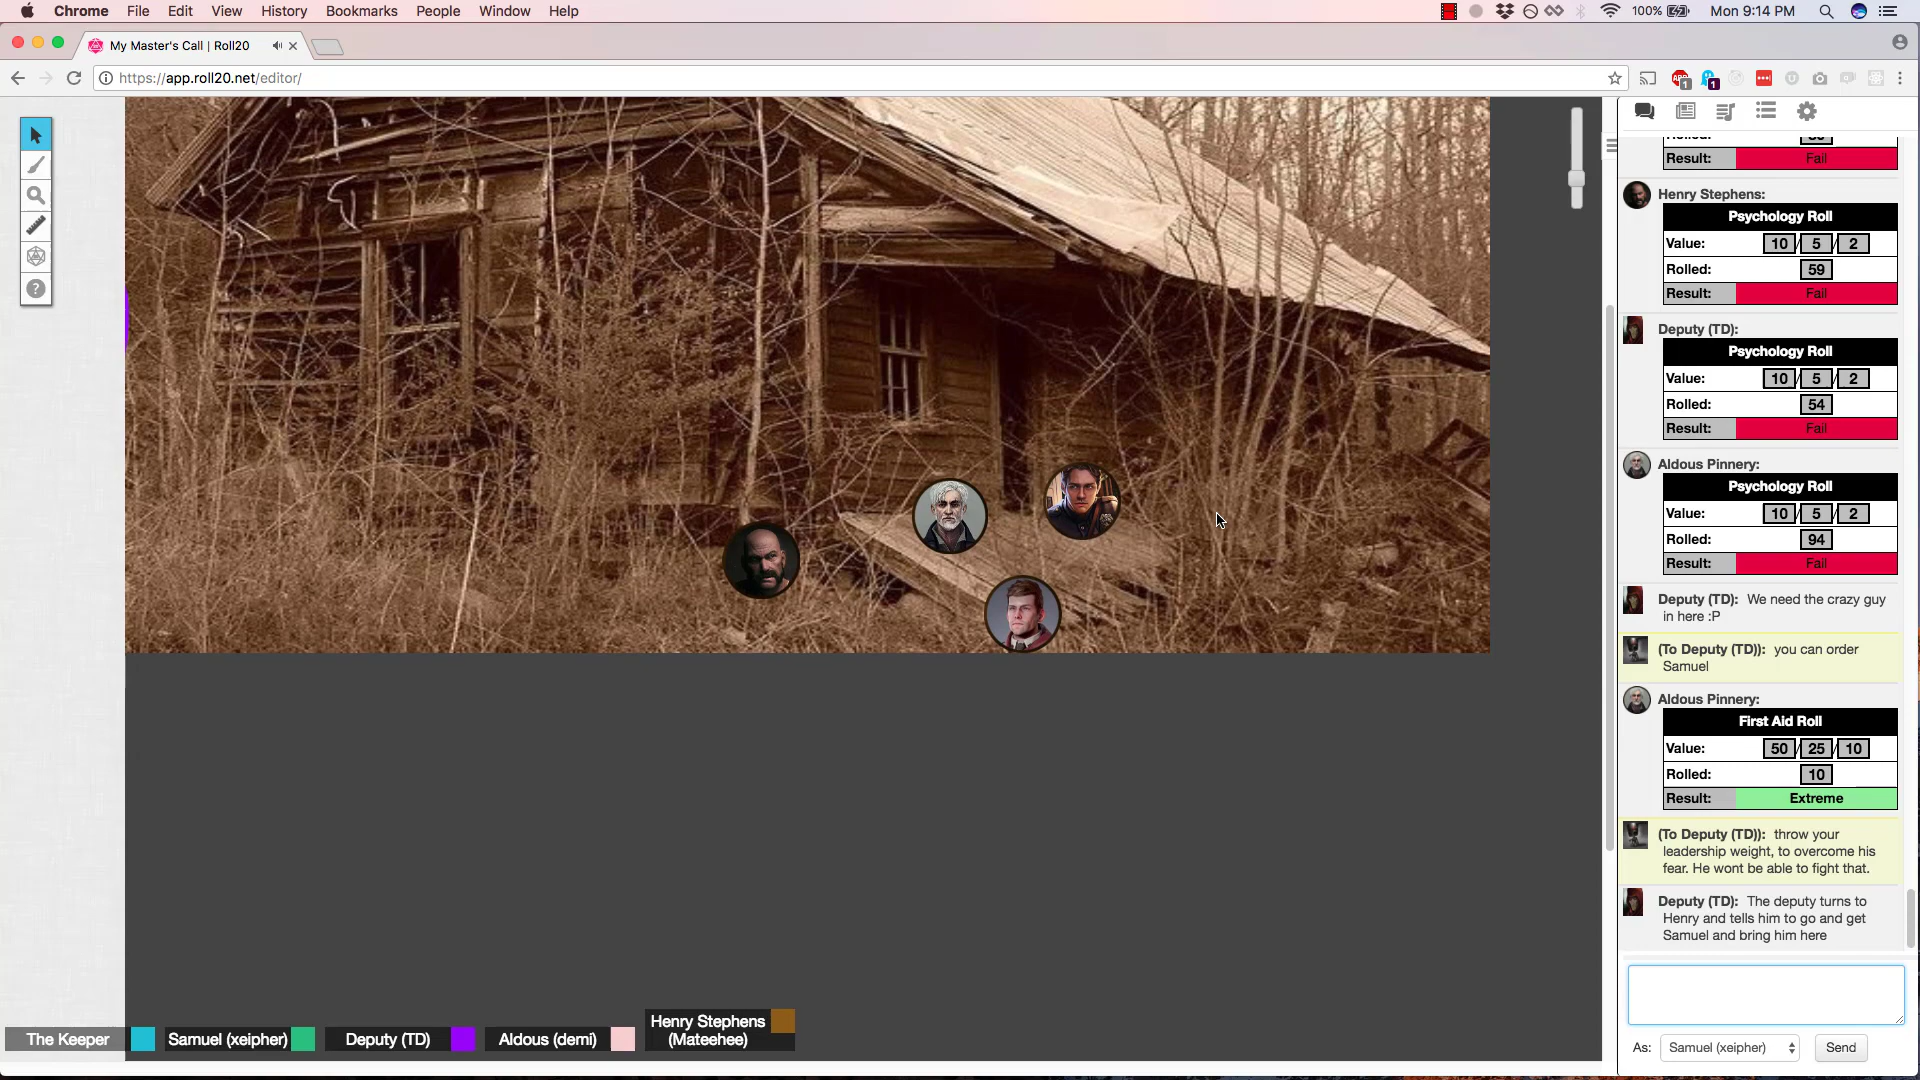 Chrome File Edit View History Bookmarks People Window Help 100% Mon 9:14 PM
My Master's Call | Roll20
https://app.roll20.net/editor/
1 1
Result: Fail
Henry Stephens:
Psychology Roll
Value: 10 / 5 / 2
Rolled: 59
Result: Fail
Deputy (TD):
Psychology Roll
Value: 10 / 5 / 2
Rolled: 54
Result: Fail
Aldous Pinnery:
Psychology Roll
Value: 10 / 5 / 2
Rolled: 94
Result: Fail
Deputy (TD): We need the crazy guy
in here :P
(To Deputy (TD)): you can order
Samuel
Aldous Pinnery:
First Aid Roll
Value: 50 / 25 / 10
Rolled: 10
Result: Extreme
(To Deputy (TD)): throw your
leadership weight, to overcome his
fear. He wont be able to fight that.
Deputy (TD): The deputy turns to
Henry and tells him to go and get
Samuel and bring him here
As: Samuel (xeipher) Send
The Keeper
Samuel (xeipher)
Deputy (TD)
Aldous (demi)
Henry Stephens
(Mateehee)